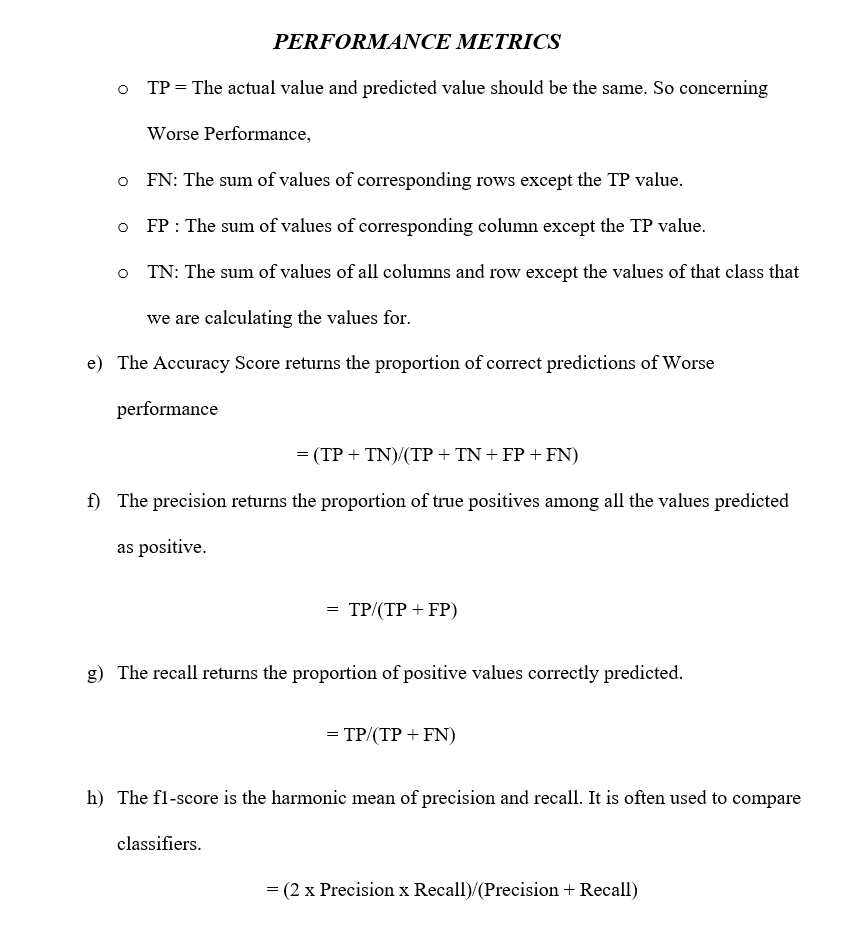 PERFORMANCE METRICS
o TP = The actual value and predicted value should be the same. So concerning
Worse Performance,
o FN: The sum of values of corresponding rows except the TP value.
o FP : The sum of values of corresponding column except the TP value.
o TN: The sum of values of all columns and row except the values of that class that
we are calculating the values for.
e) The Accuracy Score returns the proportion of correct predictions of Worse
performance
= (TP + TN)/(TP + TN + FP + FN)
f) The precision returns the proportion of true positives among all the values predicted
as positive.
= TP/(TP + FP)
g) The recall returns the proportion of positive values correctly predicted.
= TP/(TP + FN)
h) The f1-score is the harmonic mean of precision and recall. It is often used to compare
classifiers.
= (2 x Precision x Recall)/(Precision + Recall)